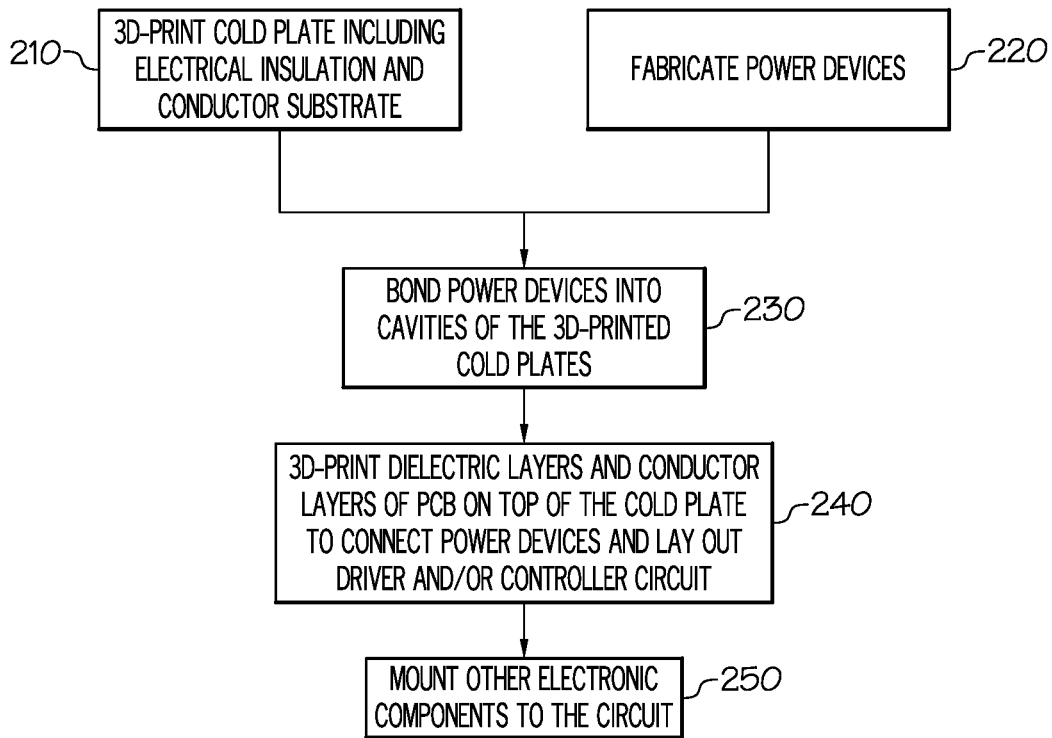 210
3D-PRINT COLD PLATE INCLUDING
ELECTRICAL INSULATION AND
CONDUCTOR SUBSTRATE
FABRICATE POWER DEVICES
220
BOND POWER DEVICES INTO
CAVITIES OF THE 3D-PRINTED
COLD PLATES
230
3D-PRINT DIELECTRIC LAYERS AND CONDUCTOR
LAYERS OF PCB ON TOP OF THE COLD PLATE
TO CONNECT POWER DEVICES AND LAY OUT
DRIVER AND/OR CONTROLLER CIRCUIT
240
MOUNT OTHER ELECTRONIC
COMPONENTS TO THE CIRCUIT
250